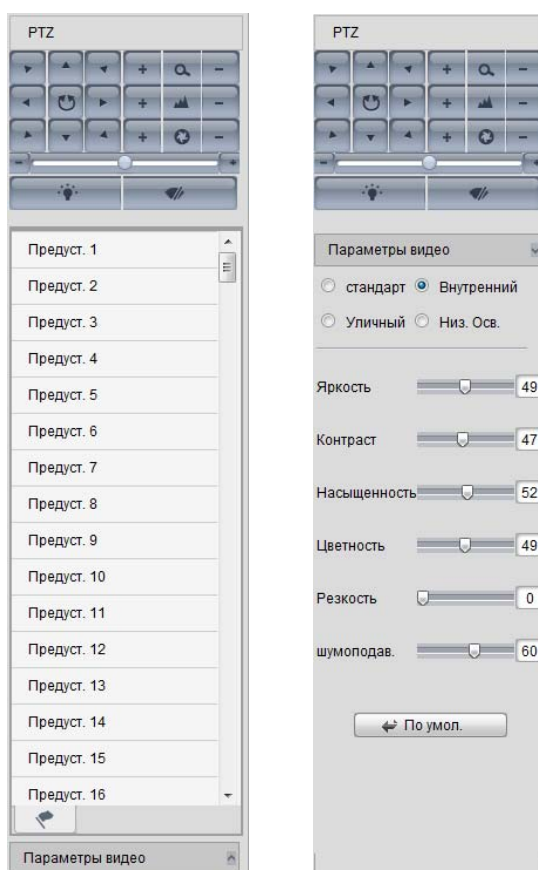 PTZ
Предуст. 1
Предуст. 2
Предуст. 3
Предуст. 4
Предуст. 5
Предуст. 6
Предуст. 7
Предуст. 8
Предуст. 9
Предуст. 10
Предуст. 11
Предуст. 12
Предуст. 13
Предуст. 14
Предуст. 15
Предуст. 16
Параметры видео
PTZ
Параметры видео
стандарт Внутренний
Уличный Низ. Осв.
Яркость 49
Контраст 47
Насыщенность 52
Цветность 49
Резкость 0
шумоподав. 60
По умол.